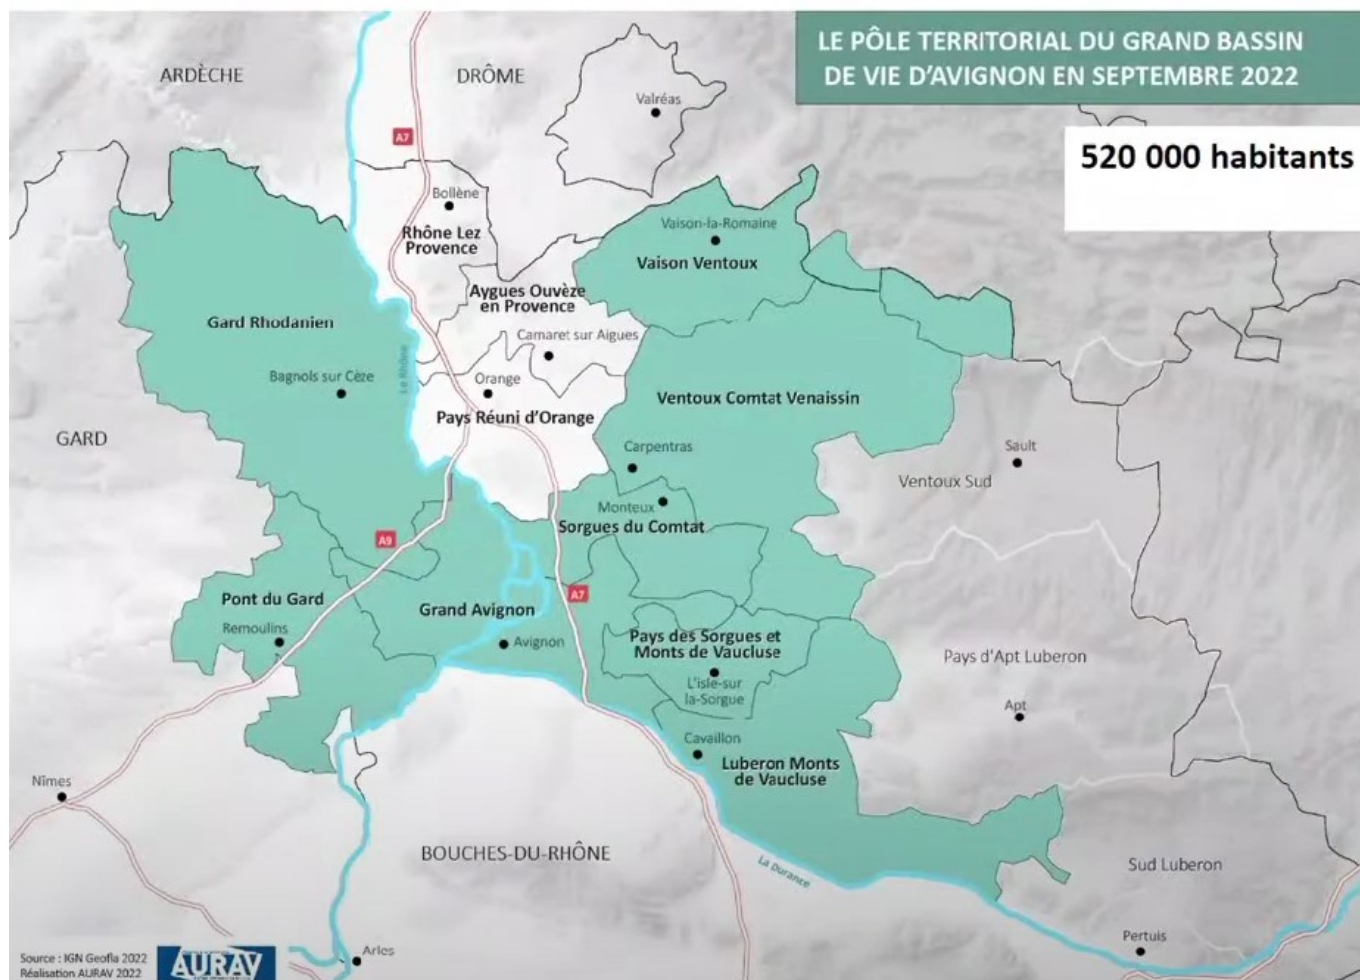 LE PÔLE TERRITORIAL DU GRAND BASSIN
DE VIE D'AVIGNON EN SEPTEMBRE 2022
520 000 habitants
ARDÈCHE
DRÔME
Valréas
A7
Bollène
Rhône Lez
Provence
Vaison-la-Romaine
Vaison Ventoux
Aygues Ouvèze
en Provence
Gard Rhodanien
Camaret sur Aigues
Le Rhône
Bagnols sur Cèze
Orange
Pays Réuni d'Orange
Ventoux Comtat Venaissin
GARD
Carpentras
Sault
Ventoux Sud
Monteux
Sorgues du Comtat
A9
A7
Pont du Gard
Remoulins
Grand Avignon
Avignon
Pays des Sorgues et
Monts de Vaucluse
L'isle-sur
la-Sorgue
Pays d'Apt Luberon
Apt
Cavaillon
Luberon Monts
de Vaucluse
Nîmes
BOUCHES-DU-RHÔNE
La Durance
Sud Luberon
Pertuis
Arles
Source : IGN Geofla 2022
Réalisation AURAV 2022
AURAV